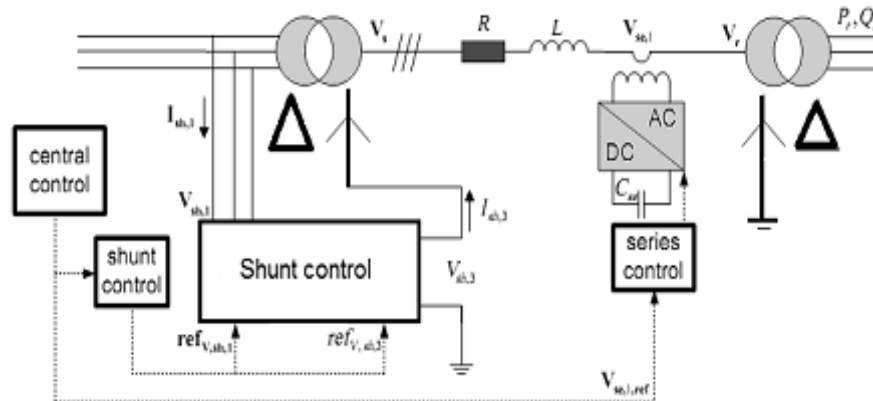 V_s
R
L
V_se,1
V_r
P_r, Q
I_sh,1
AC
DC
central
control
V_sh,1
C_se
I_sh,3
shunt
control
Shunt control
V_sh,3
series
control
ref_V,sh,1
ref_V,sh,3
V_se,1,ref